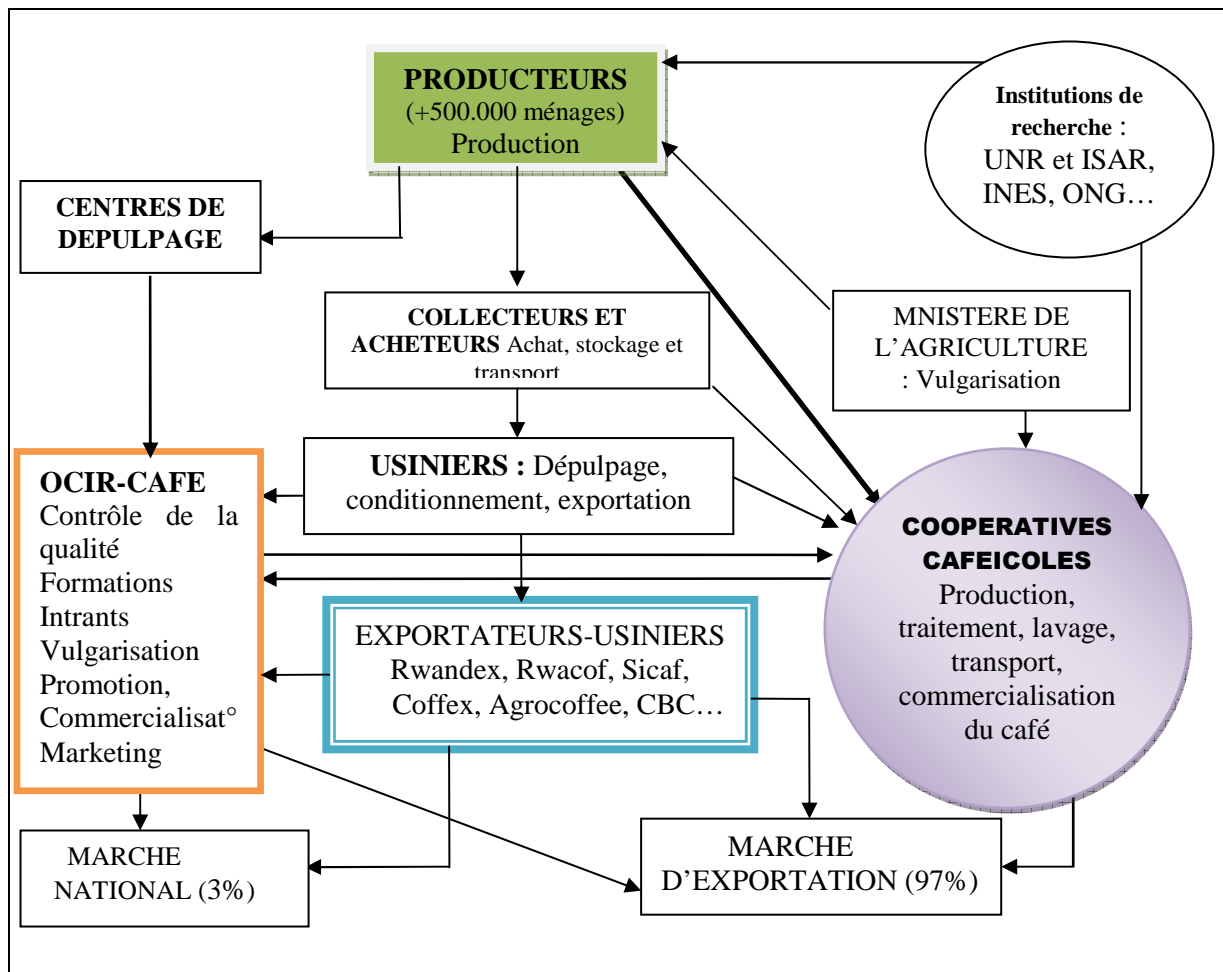 PRODUCTEURS
(+500.000 ménages)
Production
Institutions de
recherche :
UNR et ISAR,
INES, ONG…
CENTRES DE
DEPULPAGE
COLLECTEURS ET
ACHETEURS Achat, stockage et
transport
MNISTERE DE
L’AGRICULTURE
: Vulgarisation
USINIERS : Dépulpage,
conditionnement, exportation
OCIR-CAFE
Contrôle de la
qualité
Formations
Intrants
Vulgarisation
Promotion,
Commercialisat°
Marketing
COOPERATIVES
CAFEICOLES
Production,
traitement, lavage,
transport,
commercialisation
du café
EXPORTATEURS-USINIERS
Rwandex, Rwacof, Sicaf,
Coffex, Agrocoffee, CBC…
MARCHE
NATIONAL (3%)
MARCHE
D’EXPORTATION (97%)